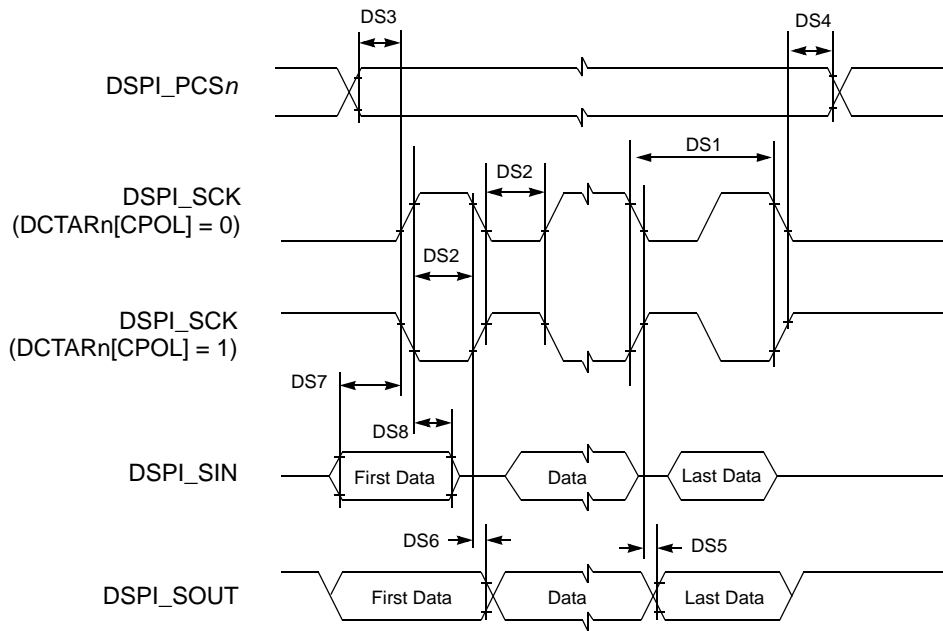 DS3
DS4
DSPI_PCSn
DS1
DS2
DSPI_SCK
(DCTARn[CPOL] = 0)
DS2
DSPI_SCK
(DCTARn[CPOL] = 1)
DS7
DS8
DSPI_SIN
First Data
Data
Last Data
DS6
DS5
DSPI_SOUT
First Data
Data
Last Data